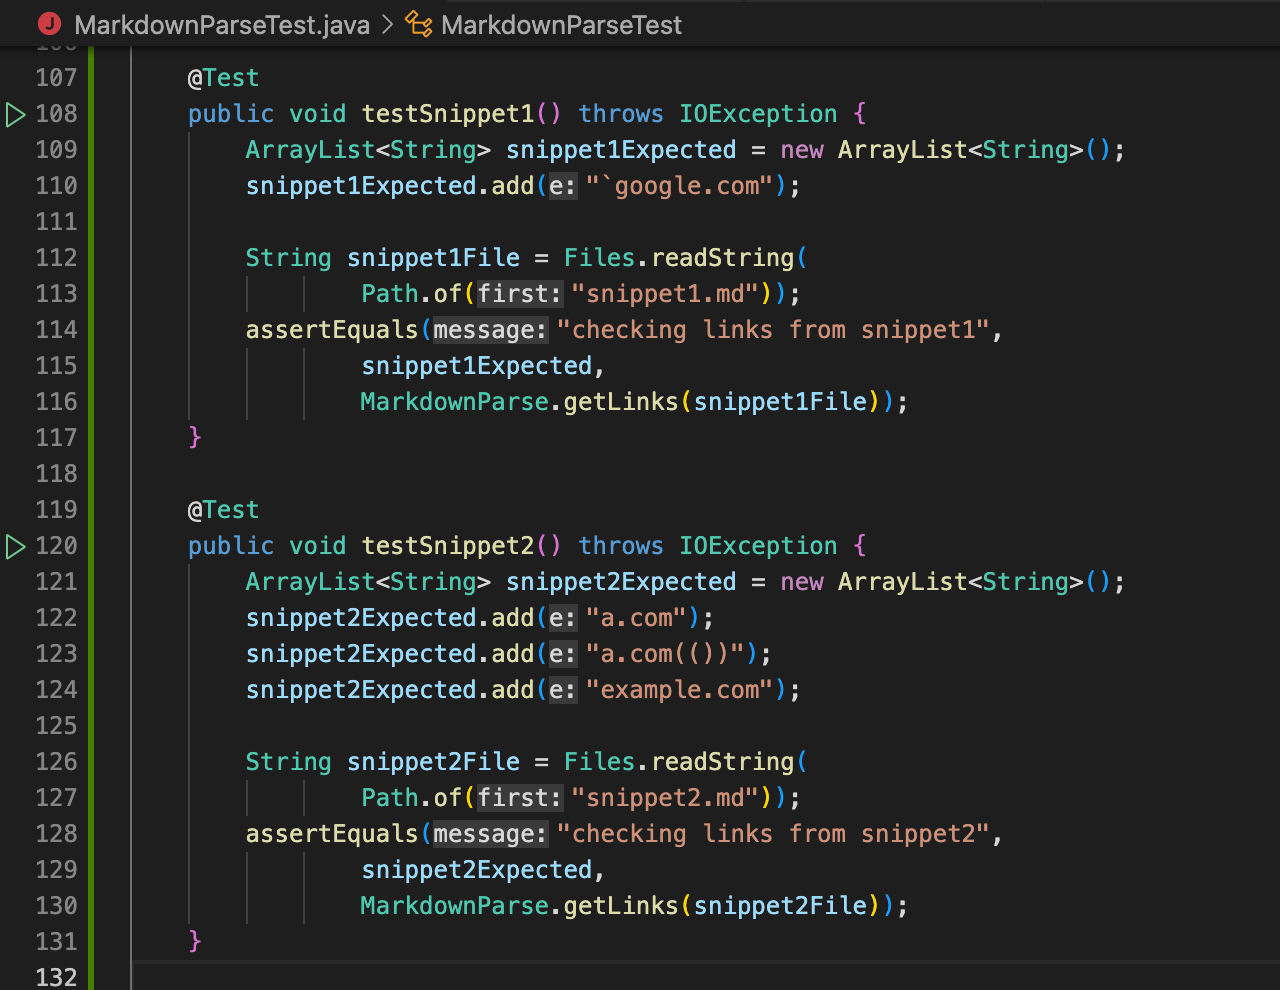 MarkdownParseTest.java > MarkdownParseTest
107 @Test
108 public void testSnippet1() throws IOException {
109 ArrayList<String> snippet1Expected = new ArrayList<String>();
110 snippet1Expected.add(e: "`google.com");
111
112 String snippet1File = Files.readString(
113 Path.of(first: "snippet1.md"));
114 assertEquals(message: "checking links from snippet1",
115 snippet1Expected,
116 MarkdownParse.getLinks(snippet1File));
117 }
118
119 @Test
120 public void testSnippet2() throws IOException {
121 ArrayList<String> snippet2Expected = new ArrayList<String>();
122 snippet2Expected.add(e: "a.com");
123 snippet2Expected.add(e: "a.com(())");
124 snippet2Expected.add(e: "example.com");
125
126 String snippet2File = Files.readString(
127 Path.of(first: "snippet2.md"));
128 assertEquals(message: "checking links from snippet2",
129 snippet2Expected,
130 MarkdownParse.getLinks(snippet2File));
131 }
132